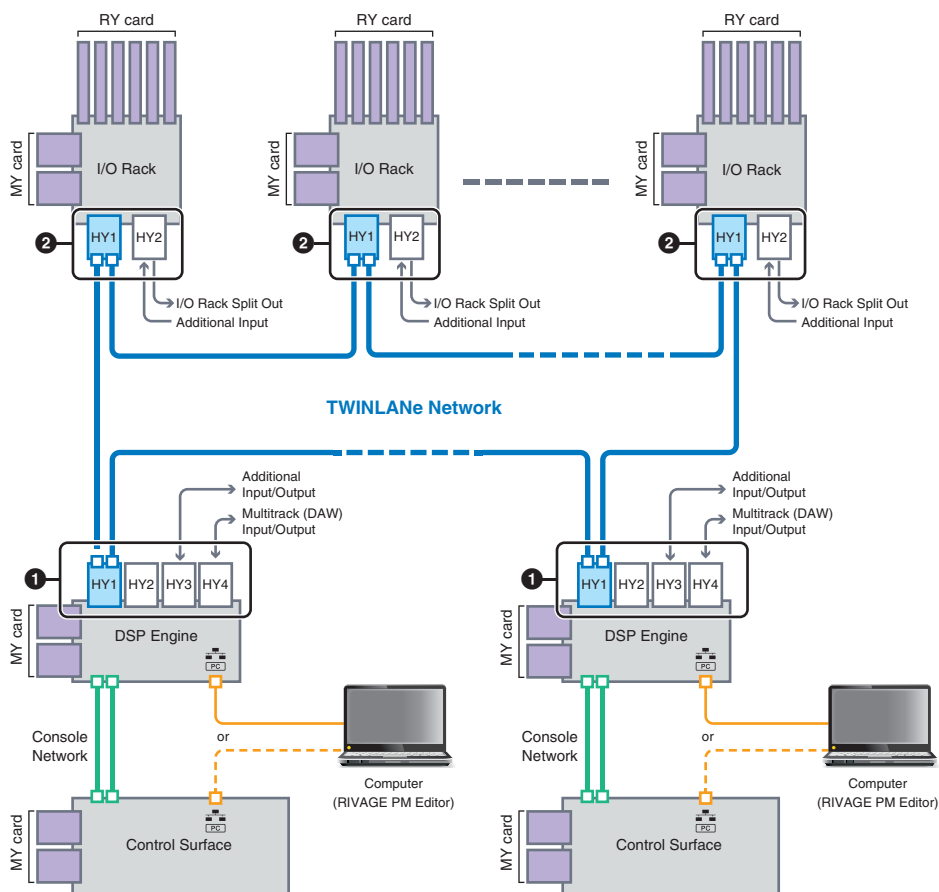 RY card
RY card
RY card
MY card
I/O Rack
MY card
I/O Rack
MY card
I/O Rack
2
HY1
HY2
2
HY1
HY2
2
HY1
HY2
I/O Rack Split Out
Additional Input
I/O Rack Split Out
Additional Input
I/O Rack Split Out
Additional Input
TWINLANe Network
Additional
Input/Output
Multitrack (DAW)
Input/Output
Additional
Input/Output
Multitrack (DAW)
Input/Output
1
HY1
HY2
HY3
HY4
1
HY1
HY2
HY3
HY4
MY card
DSP Engine
PC
MY card
DSP Engine
PC
Console
Network
or
Computer
(RIVAGE PM Editor)
Console
Network
or
Computer
(RIVAGE PM Editor)
MY card
PC
Control Surface
MY card
PC
Control Surface